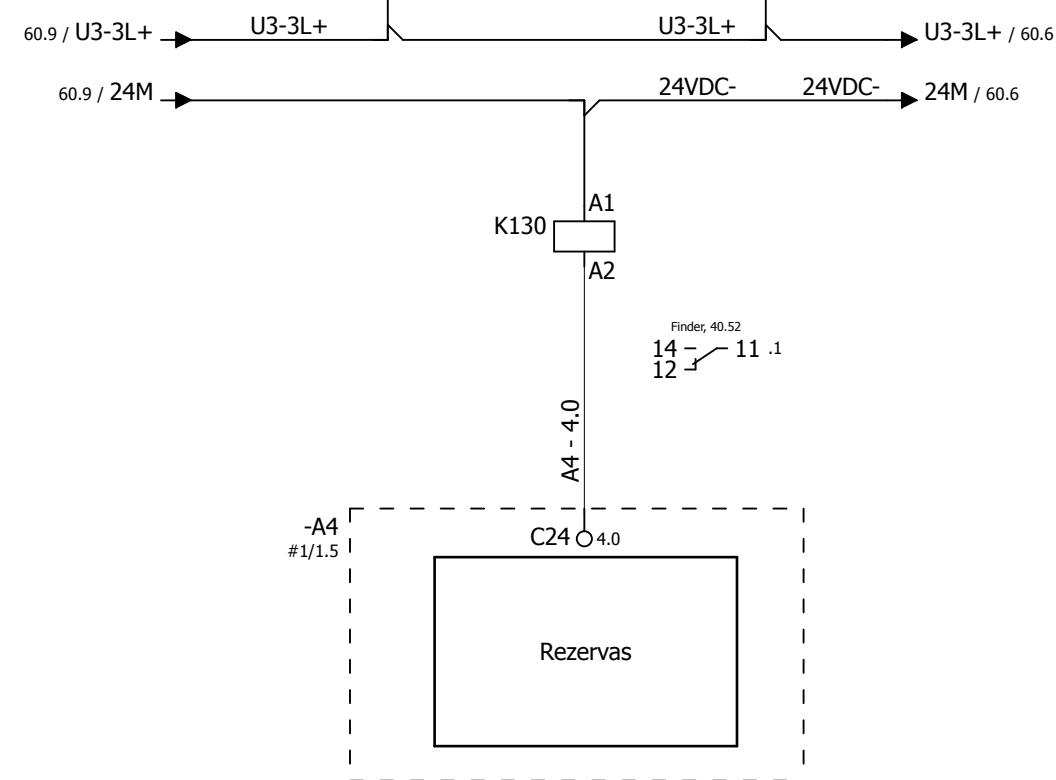 60.9 / U3-3L+ U3-3L+ U3-3L+ U3-3L+ / 60.6
60.9 / 24M 24VDC- 24VDC- 24M / 60.6
A1
K130
A2
Finder, 40.52
14 11 .1
12
A4 - 4.0
-A4
#1/1.5
C24 4.0
Rezervas